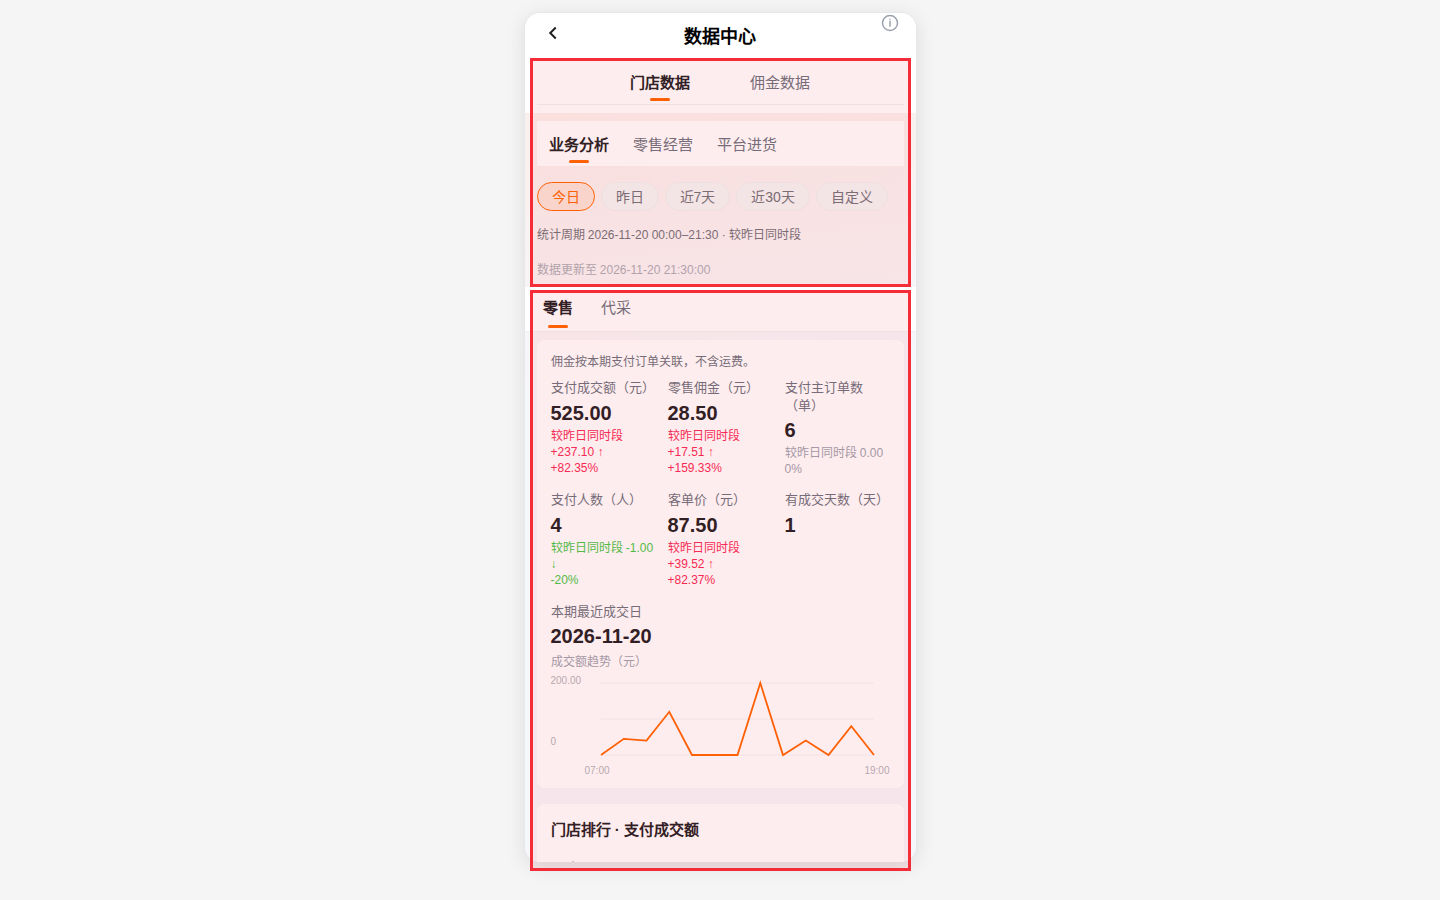 数据中心
门店数据 佣金数据
业务分析 零售经营 平台进货
今日 昨日 近7天 近30天 自定义
统计周期 2026-11-20 00:00–21:30 · 较昨日同时段
数据更新至 2026-11-20 21:30:00
零售 代采
佣金按本期支付订单关联，不含运费。
支付成交额（元）
525.00
较昨日同时段
+237.10 ↑
+82.35%
零售佣金（元）
28.50
较昨日同时段
+17.51 ↑
+159.33%
支付主订单数
（单）
6
较昨日同时段 0.00
0%
支付人数（人）
4
较昨日同时段 -1.00
↓
-20%
客单价（元）
87.50
较昨日同时段
+39.52 ↑
+82.37%
有成交天数（天）
1
本期最近成交日
2026-11-20
成交额趋势（元）
200.00
0
07:00 19:00
门店排行 · 支付成交额